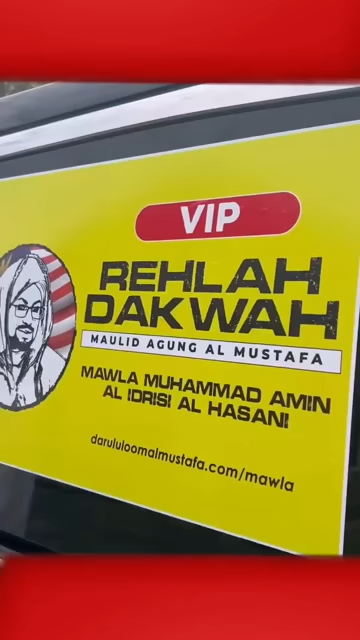 VIP
REHLAH
DAKWAH
MAULID AGUNG AL MUSTAFA
MAWLA MUHAMMAD AMIN
AL IDRISI AL HASANI
darululoomalmustafa.com/mawla